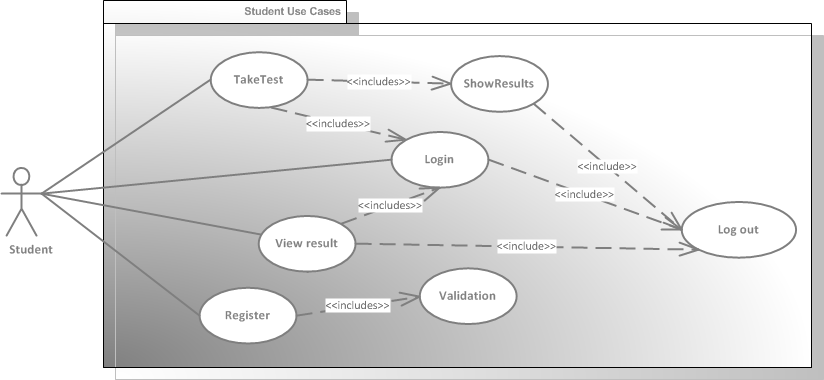 Student Use Cases
TakeTest
<<includes>>
ShowResults
<<includes>>
Login
<<include>>
<<include>>
<<includes>>
Student
View result
<<include>>
Log out
Register
<<includes>>
Validation